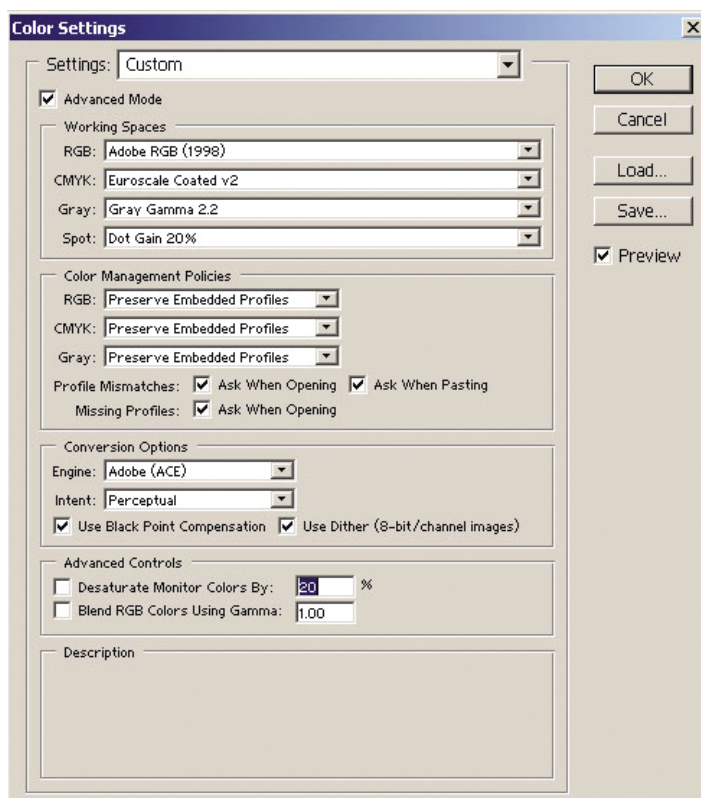 Color Settings
Settings: Custom
OK
Advanced Mode
Cancel
Working Spaces
RGB: Adobe RGB (1998)
CMYK: Euroscale Coated v2
Load...
Gray: Gray Gamma 2.2
Save...
Spot: Dot Gain 20%
Preview
Color Management Policies
RGB: Preserve Embedded Profiles
CMYK: Preserve Embedded Profiles
Gray: Preserve Embedded Profiles
Profile Mismatches: Ask When Opening Ask When Pasting
Missing Profiles: Ask When Opening
Conversion Options
Engine: Adobe (ACE)
Intent: Perceptual
Use Black Point Compensation Use Dither (8-bit/channel images)
Advanced Controls
Desaturate Monitor Colors By: 20 %
Blend RGB Colors Using Gamma: 1.00
Description